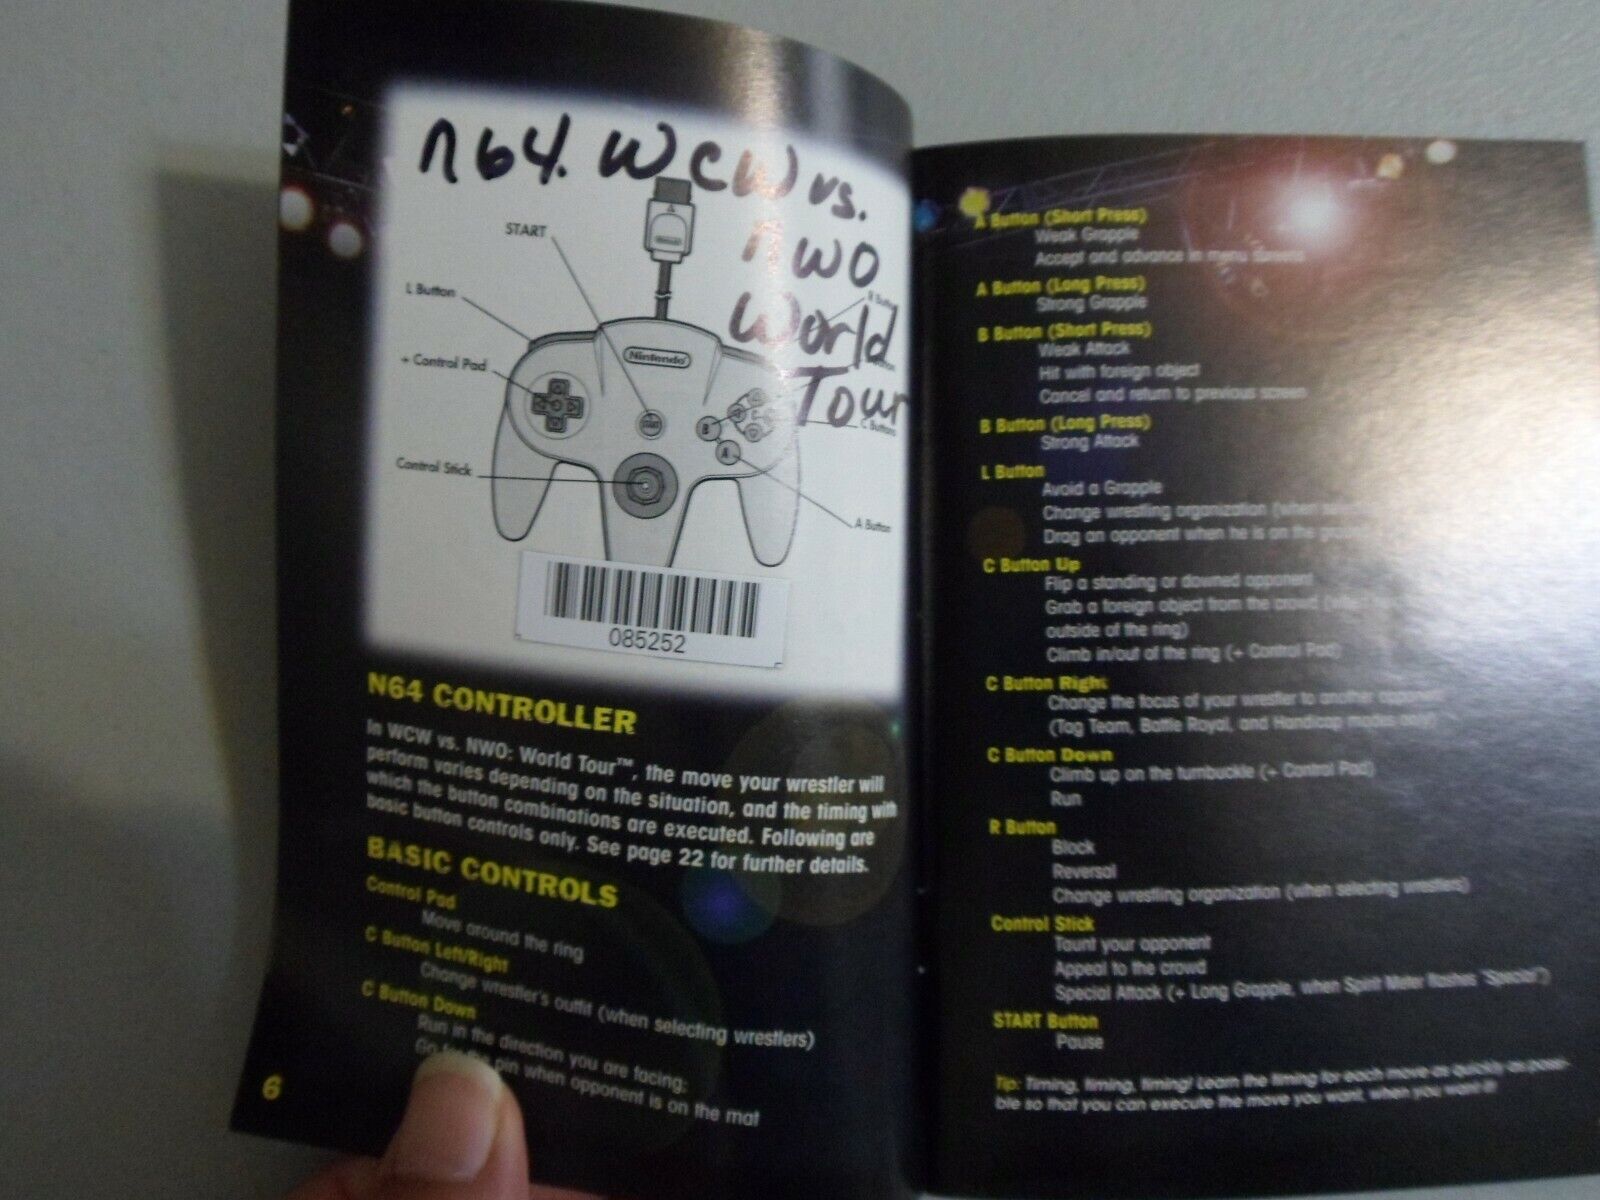 N64. WCW vs.
NWO
World
Tour
START
L Button
+ Control Pad
Nintendo
B
C
A
C Buttons
Control Stick
A Button
085252
N64 CONTROLLER
In WCW vs. NWO: World Tour™, the move your wrestler will
perform varies depending on the situation, and the timing with
which the button combinations are executed. Following are
basic button controls only. See page 22 for further details.
BASIC CONTROLS
Control Pad
Move around the ring
C Button Left/Right
Change wrestler's outfit (when selecting wrestlers)
C Button Down
Run in the direction you are facing;
Go pin when opponent is on the mat
6
A Button (Short Press)
Weak Grapple
Accept and advance in menu screens
A Button (Long Press)
Strong Grapple
B Button (Short Press)
Weak Attack
Hit with foreign object
Cancel and return to previous screen
B Button (Long Press)
Strong Attack
L Button
Avoid a Grapple
Change wrestling organization (when
Drag an opponent when he is on the
C Button Up
Flip a standing or downed opponent
Grab a foreign object from the crowd
outside of the ring)
Climb in/out of the ring (+ Control Pad)
C Button Right
Change the focus of your wrestler to another opponent
(Tag Team, Battle Royal, and Handicap modes only)
C Button Down
Climb up on the turnbuckle (+ Control Pad)
Run
R Button
Block
Reversal
Change wrestling organization (when selecting wrestlers)
Control Stick
Taunt your opponent
Appeal to the crowd
Special Attack (+ Long Grapple, when Spirit Meter flashes "Special")
START Button
Pause
Tip: Timing, timing, timing! Learn the timing for each move as quickly as possi-
ble so that you can execute the move you want, when you want it